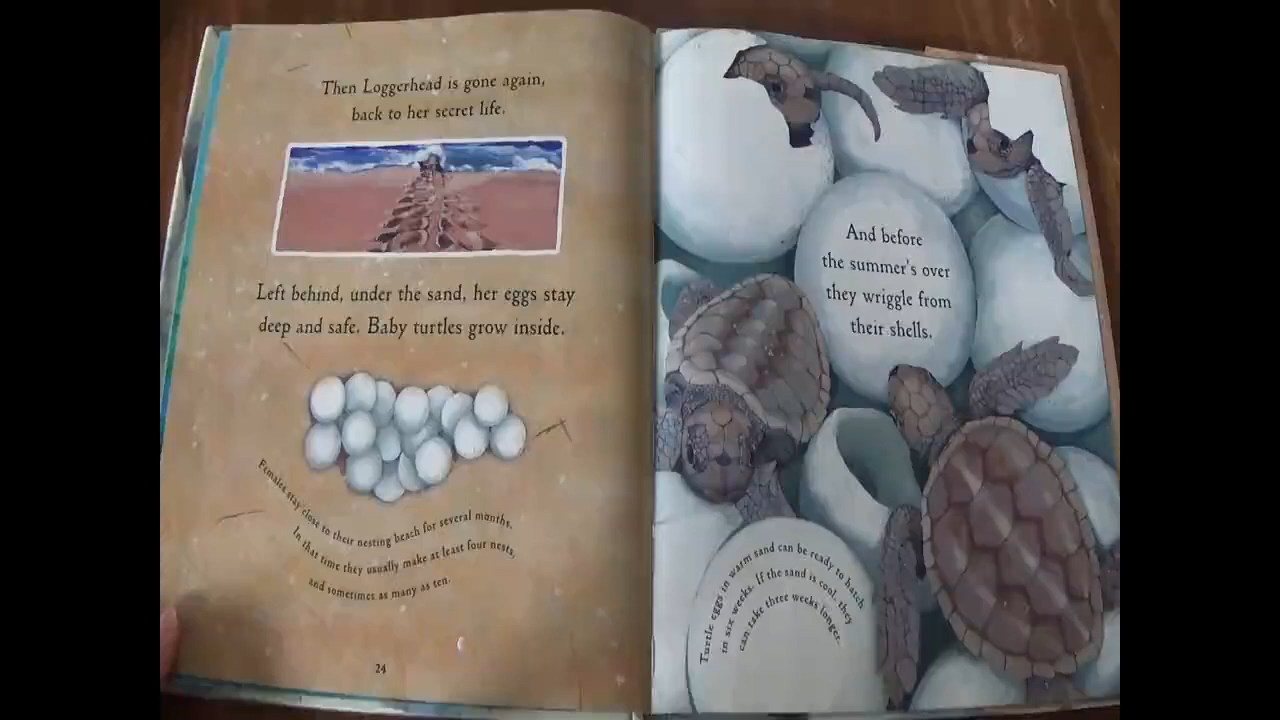 Then Loggerhead is gone again,
back to her secret life.
Left behind, under the sand, her eggs stay
deep and safe. Baby turtles grow inside.
Females stay close to their nesting beach for several months.
In that time they usually make at least four nests,
and sometimes as many as ten.
24
And before
the summer's over
they wriggle from
their shells.
Turtle eggs in warm sand can be ready to hatch
in six weeks. If the sand is cool, they
can take three weeks longer.